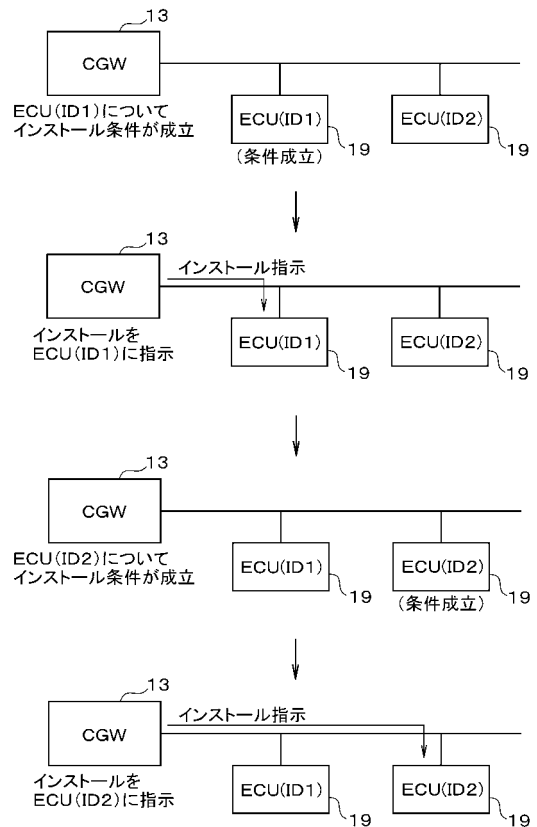 13
CGW
ECU(ID1)について
インストール条件が成立
ECU(ID1)
19
(条件成立)
ECU(ID2)
19
13
CGW
インストール指示
インストールを
ECU(ID1)に指示
ECU(ID1)
19
ECU(ID2)
19
13
CGW
ECU(ID2)について
インストール条件が成立
ECU(ID1)
19
ECU(ID2)
19
(条件成立)
13
CGW
インストール指示
インストールを
ECU(ID2)に指示
ECU(ID1)
19
ECU(ID2)
19